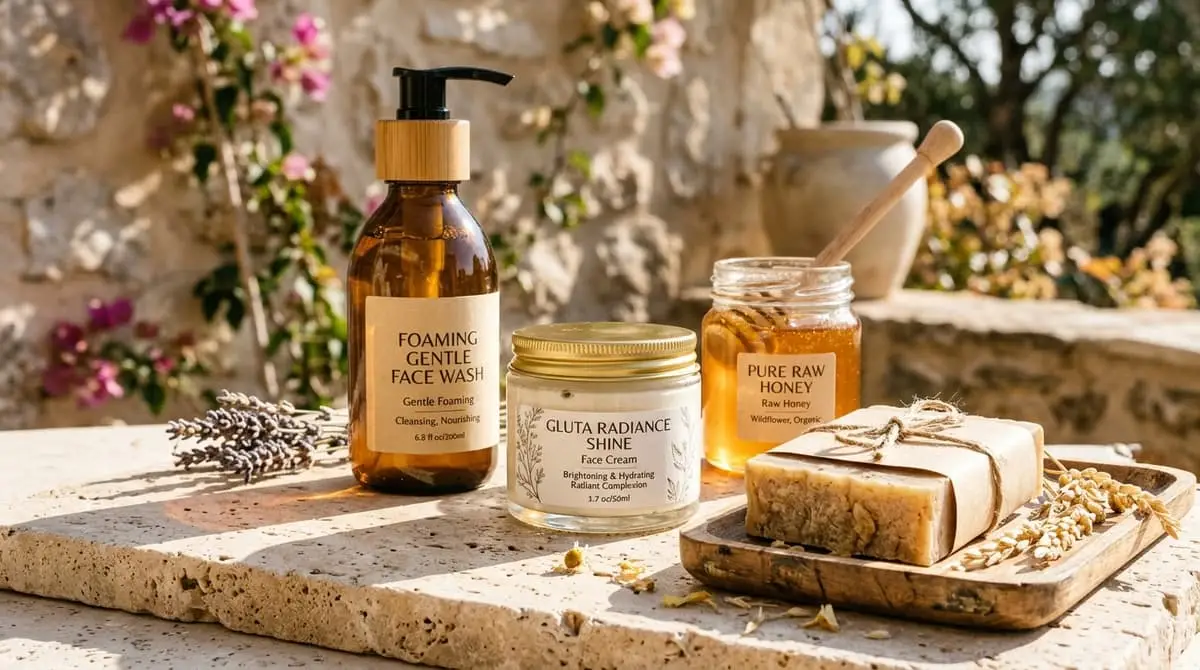 FOAMING
GENTLE
FACE WASH
Gentle Foaming
Cleansing, Nourishing
6.8 fl oz/200ml
GLUTA RADIANCE
SHINE
Face Cream
Brightening & Hydrating
Radiant Complexion
1.7 oc/50ml
PURE RAW
HONEY
Raw Honey
Wildflower, Organic